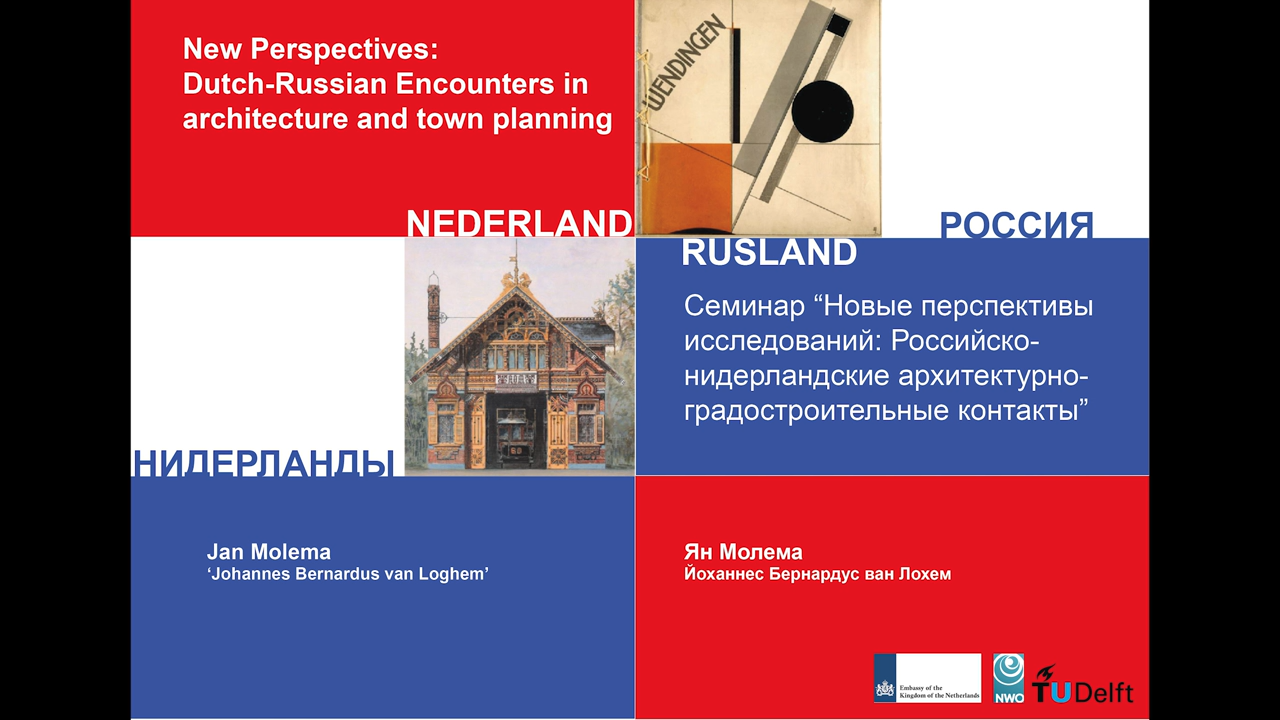 New Perspectives:
Dutch-Russian Encounters in
architecture and town planning
WENDINGEN
NEDERLAND
РОССИЯ
RUSLAND
Семинар “Новые перспективы
исследований: Российско-
нидерландские архитектурно-
градостроительные контакты”
НИДЕРЛАНДЫ
Jan Molema
‘Johannes Bernardus van Loghem’
Ян Молема
Йоханнес Бернардус ван Лохем
Embassy of the
Kingdom of the Netherlands
NWO
TUDelft